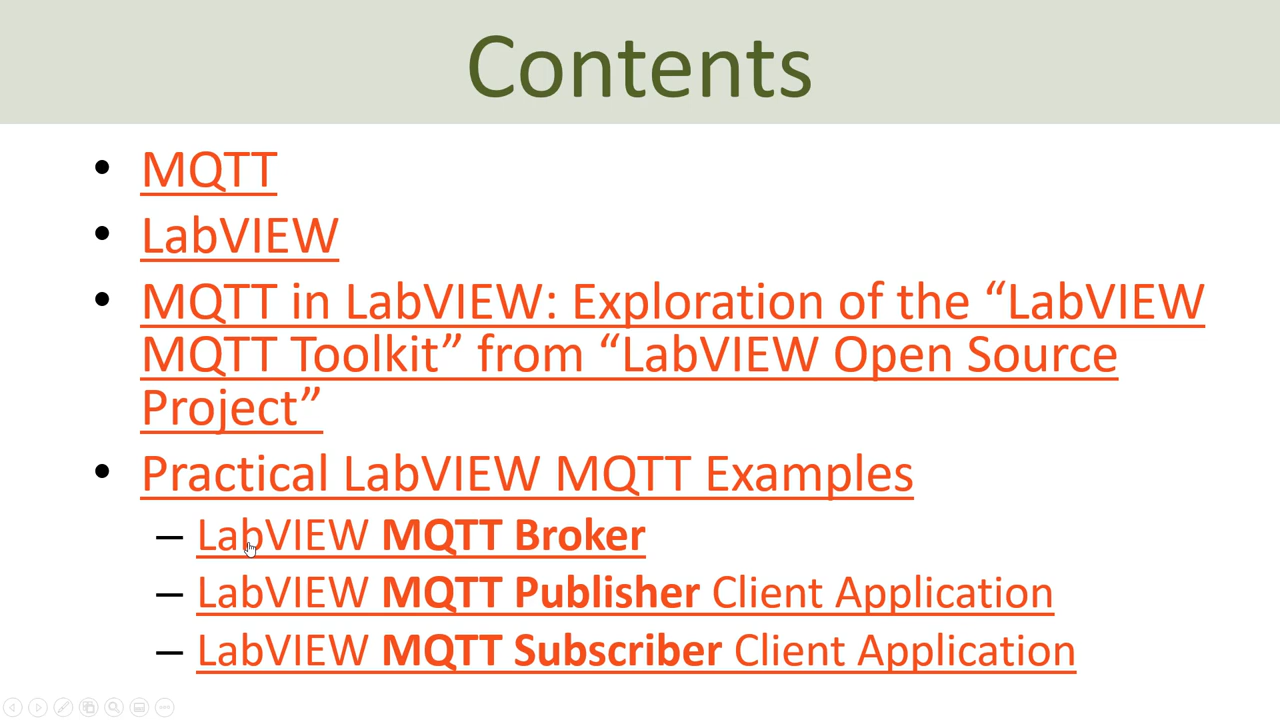 Contents
• MQTT
• LabVIEW
• MQTT in LabVIEW: Exploration of the “LabVIEW
MQTT Toolkit” from “LabVIEW Open Source
Project”
• Practical LabVIEW MQTT Examples
– LabVIEW MQTT Broker
– LabVIEW MQTT Publisher Client Application
– LabVIEW MQTT Subscriber Client Application